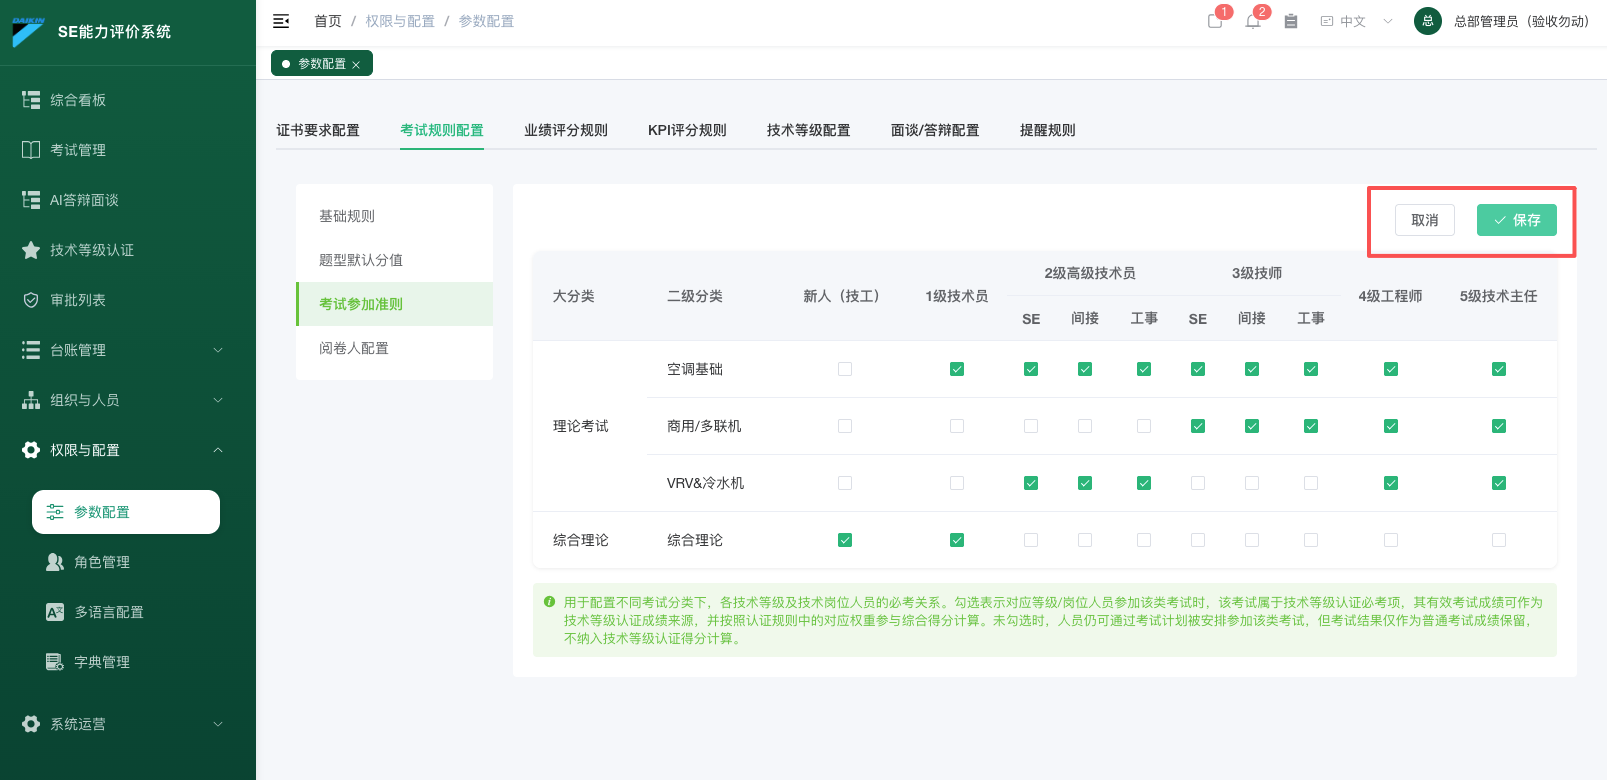 DAIKIN
SE能力评价系统
综合看板
考试管理
AI答辩面谈
技术等级认证
审批列表
台账管理
组织与人员
权限与配置
参数配置
角色管理
多语言配置
字典管理
系统运营
首页 / 权限与配置 / 参数配置
1
2
中文
总
总部管理员（验收勿动）
参数配置
证书要求配置 考试规则配置 业绩评分规则 KPI评分规则 技术等级配置 面谈/答辩配置 提醒规则
基础规则
题型默认分值
考试参加准则
阅卷人配置
取消 保存
大分类 二级分类 新人（技工） 1级技术员 2级高级技术员 3级技师 4级工程师 5级技术主任
SE 间接 工事 SE 间接 工事
理论考试
空调基础
商用/多联机
VRV&冷水机
综合理论 综合理论
用于配置不同考试分类下，各技术等级及技术岗位人员的必考关系。勾选表示对应等级/岗位人员参加该类考试时，该考试属于技术等级认证必考项，其有效考试成绩可作为
技术等级认证成绩来源，并按照认证规则中的对应权重参与综合得分计算。未勾选时，人员仍可通过考试计划被安排参加该类考试，但考试结果仅作为普通考试成绩保留，
不纳入技术等级认证得分计算。